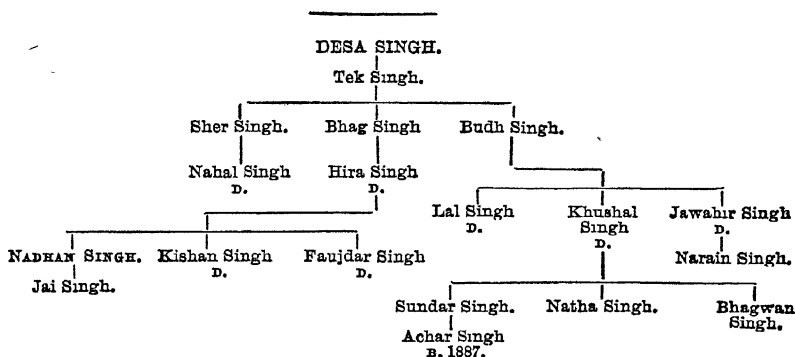 DESA SINGH.
Tek Singh.
Sher Singh. Bhag Singh Budh Singh.
Nahal Singh Hira Singh
D. D.
Lal Singh Khushal Jawahir Singh
D. Singh D.
D.
NADHAN SINGH. Kishan Singh Faujdar Singh Narain Singh.
D. D.
Jai Singh.
Sundar Singh. Natha Singh. Bhagwan
Singh.
Achar Singh
B. 1887.